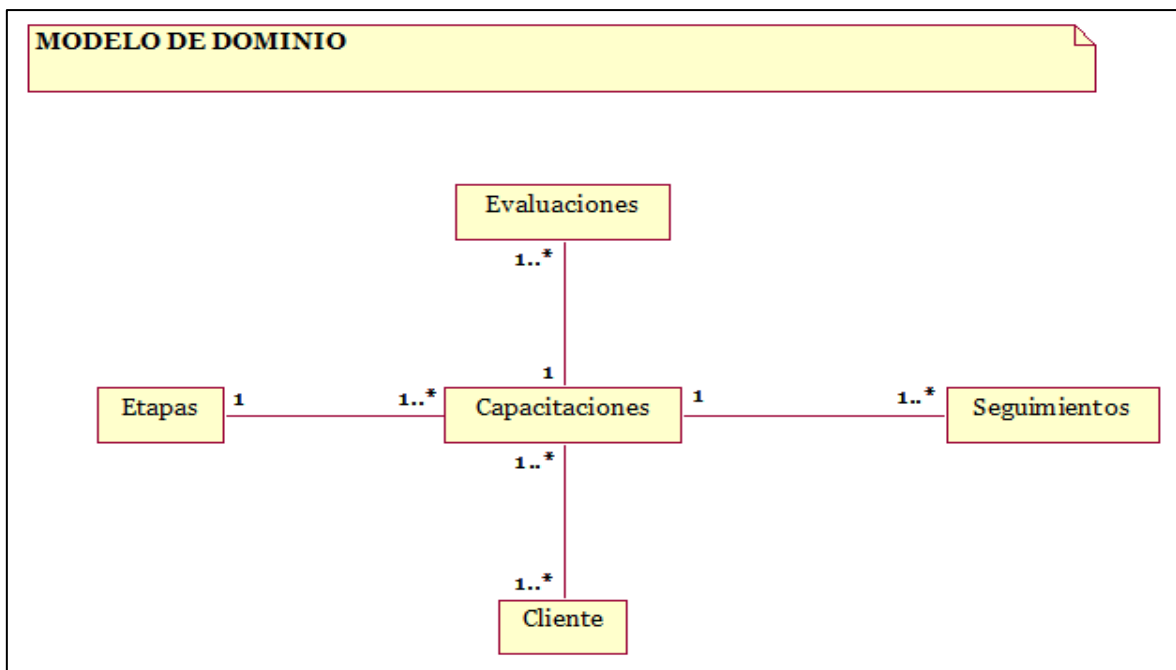 MODELO DE DOMINIO
Evaluaciones
1..*
1
Etapas
1
1..*
Capacitaciones
1
1..*
Seguimientos
1..*
1..*
Cliente